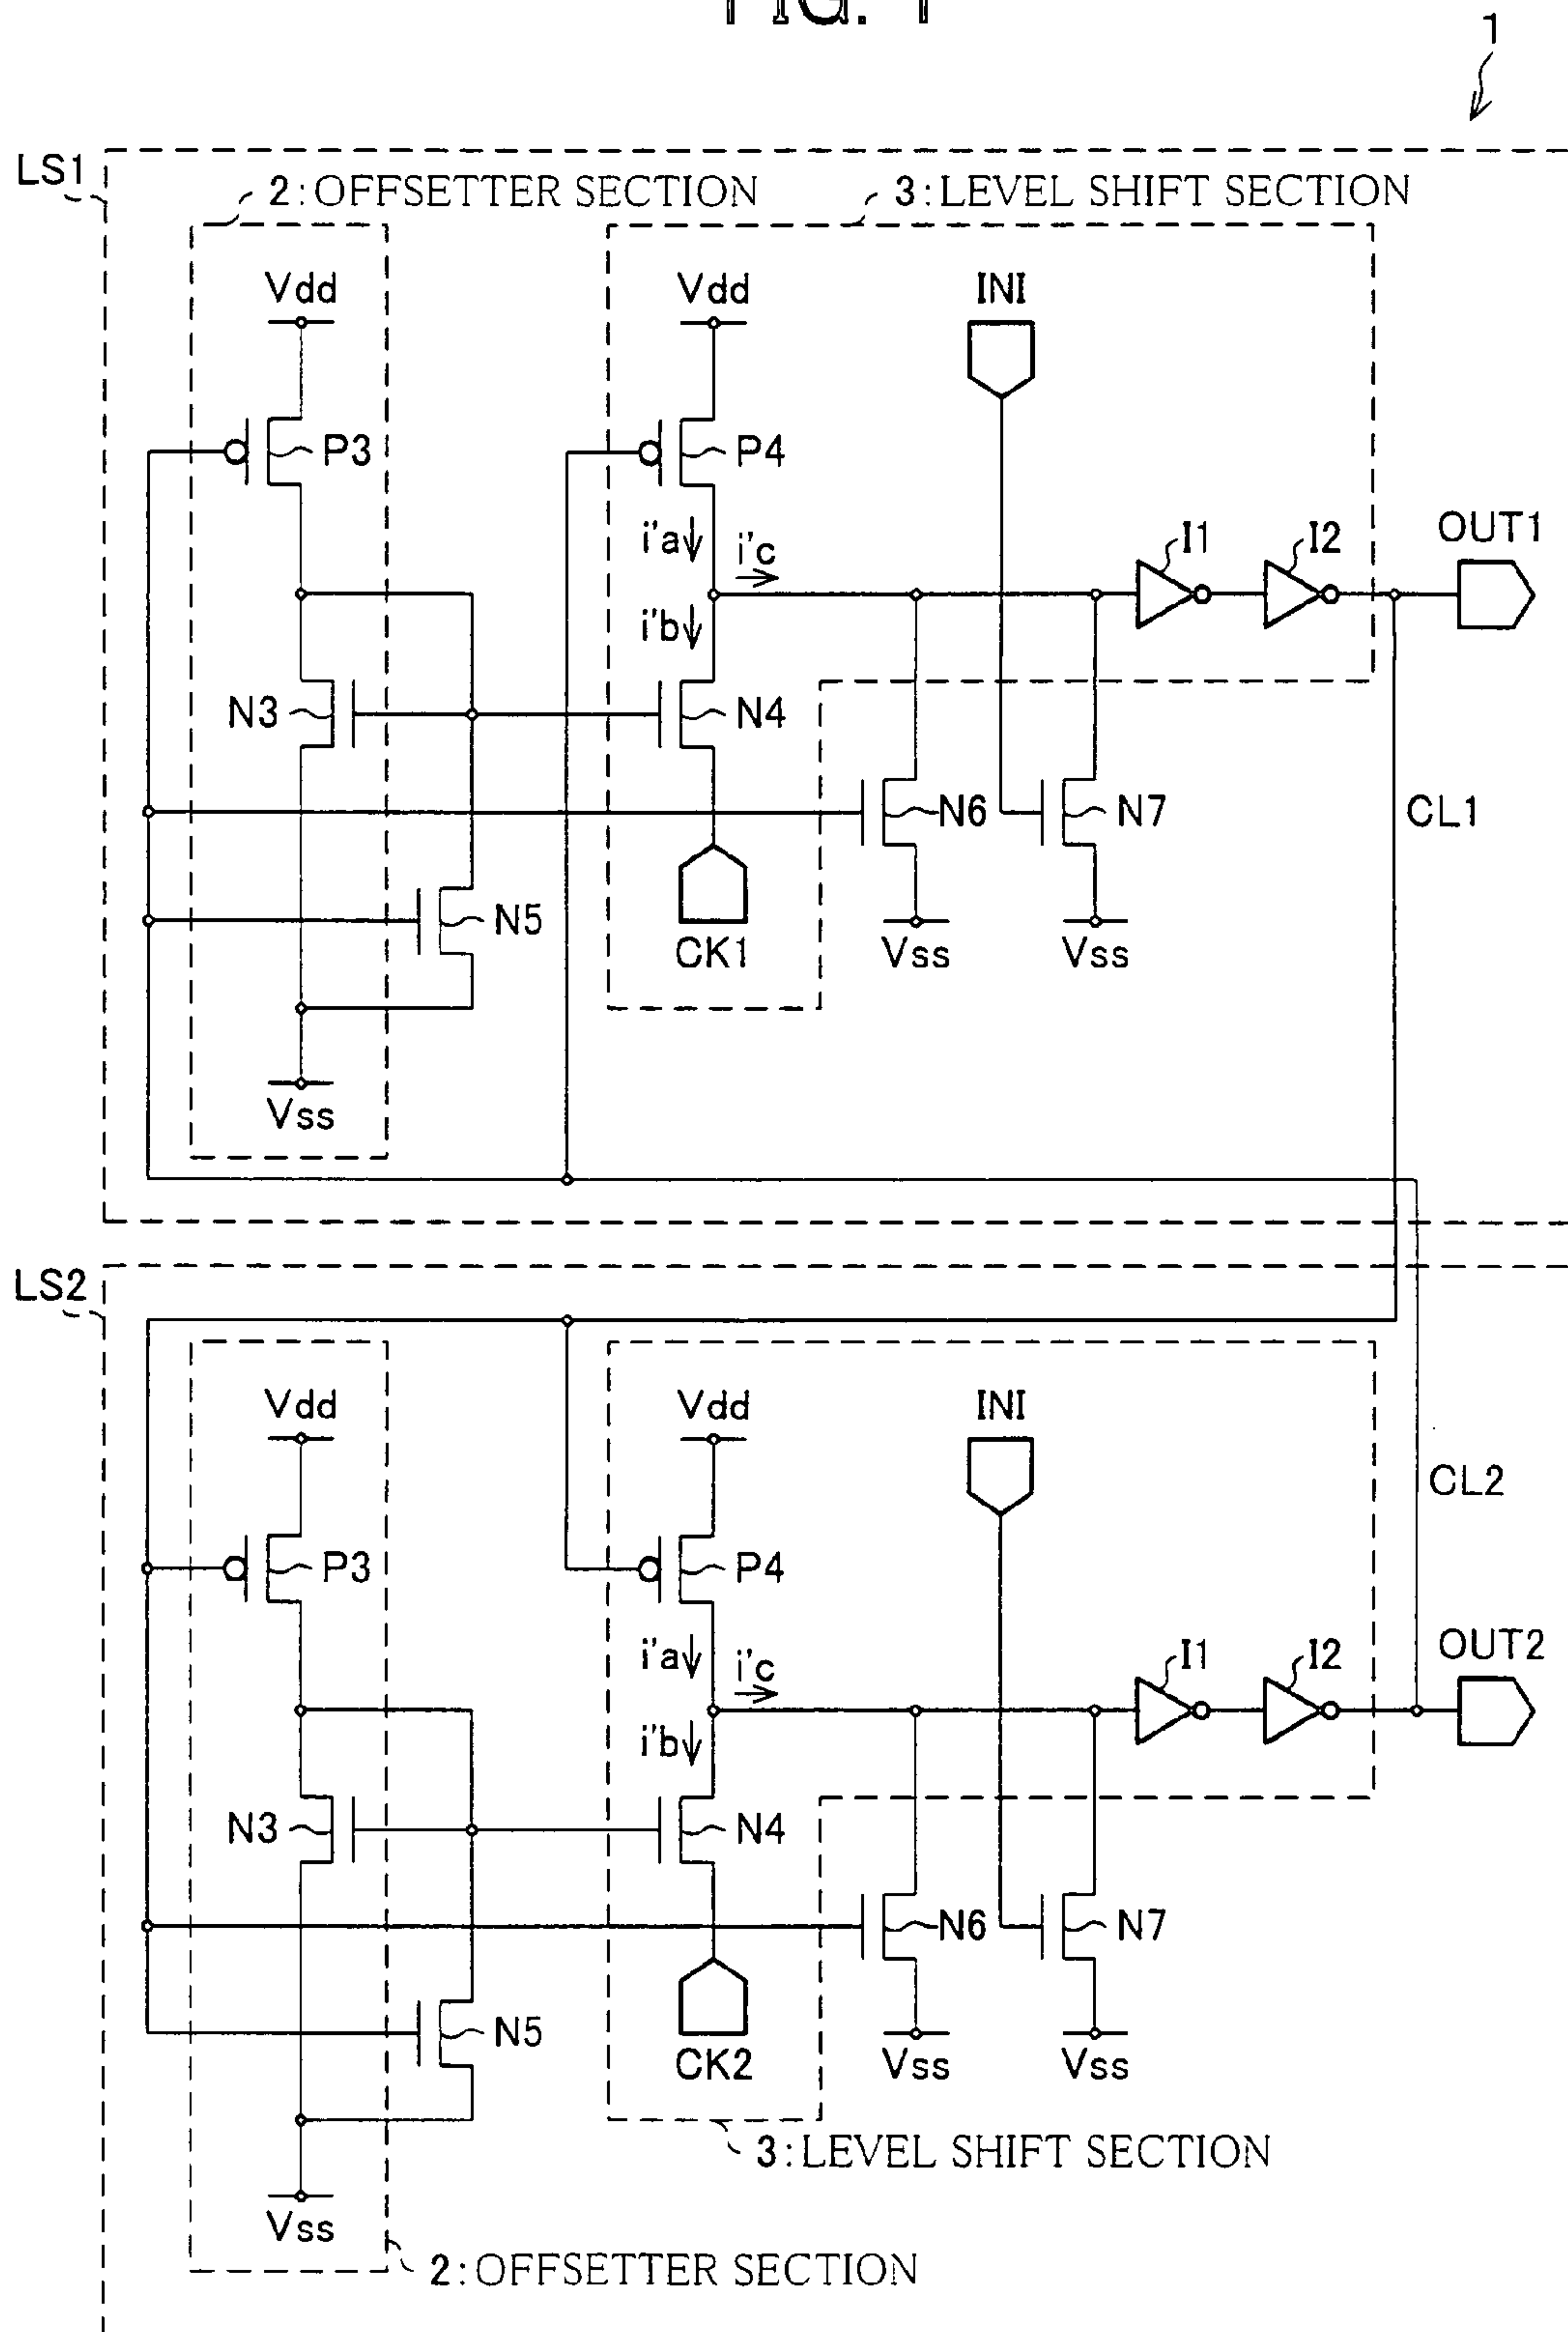 FIG. 1
1
LS1
2:OFFSETTER SECTION
3:LEVEL SHIFT SECTION
Vdd
Vdd
INI
P3
P4
i'a
i'c
I1
I2
OUT1
i'b
N3
N4
N6
N7
CL1
N5
CK1
Vss
Vss
Vss
LS2
Vdd
Vdd
INI
CL2
P3
P4
i'a
i'c
I1
I2
OUT2
i'b
N3
N4
N6
N7
N5
CK2
Vss
Vss
3:LEVEL SHIFT SECTION
Vss
2:OFFSETTER SECTION